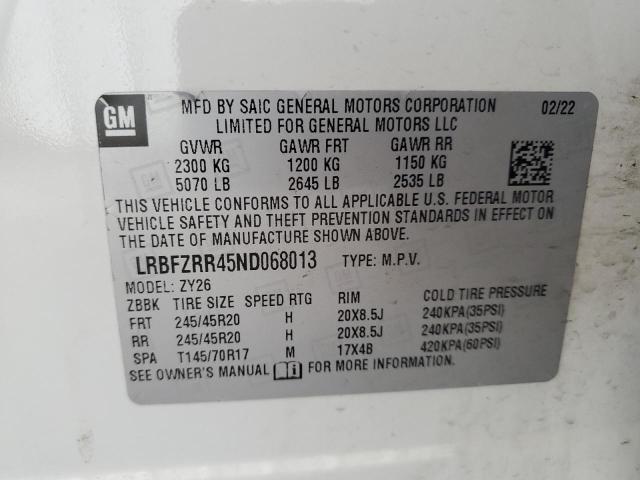 GM
MFD BY SAIC GENERAL MOTORS CORPORATION 02/22
LIMITED FOR GENERAL MOTORS LLC
GVWR GAWR FRT GAWR RR
2300 KG 1200 KG 1150 KG
5070 LB 2645 LB 2535 LB
THIS VEHICLE CONFORMS TO ALL APPLICABLE U.S. FEDERAL MOTOR
VEHICLE SAFETY AND THEFT PREVENTION STANDARDS IN EFFECT ON
THE DATE OF MANUFACTURE SHOWN ABOVE.
LRBFZRR45ND068013 TYPE: M.P.V.
MODEL: ZY26
ZBBK TIRE SIZE SPEED RTG RIM COLD TIRE PRESSURE
FRT 245/45R20 H 20X8.5J 240KPA(35PSI)
RR 245/45R20 H 20X8.5J 240KPA(35PSI)
SPA T145/70R17 M 17X4B 420KPA(60PSI)
SEE OWNER'S MANUAL FOR MORE INFORMATION.